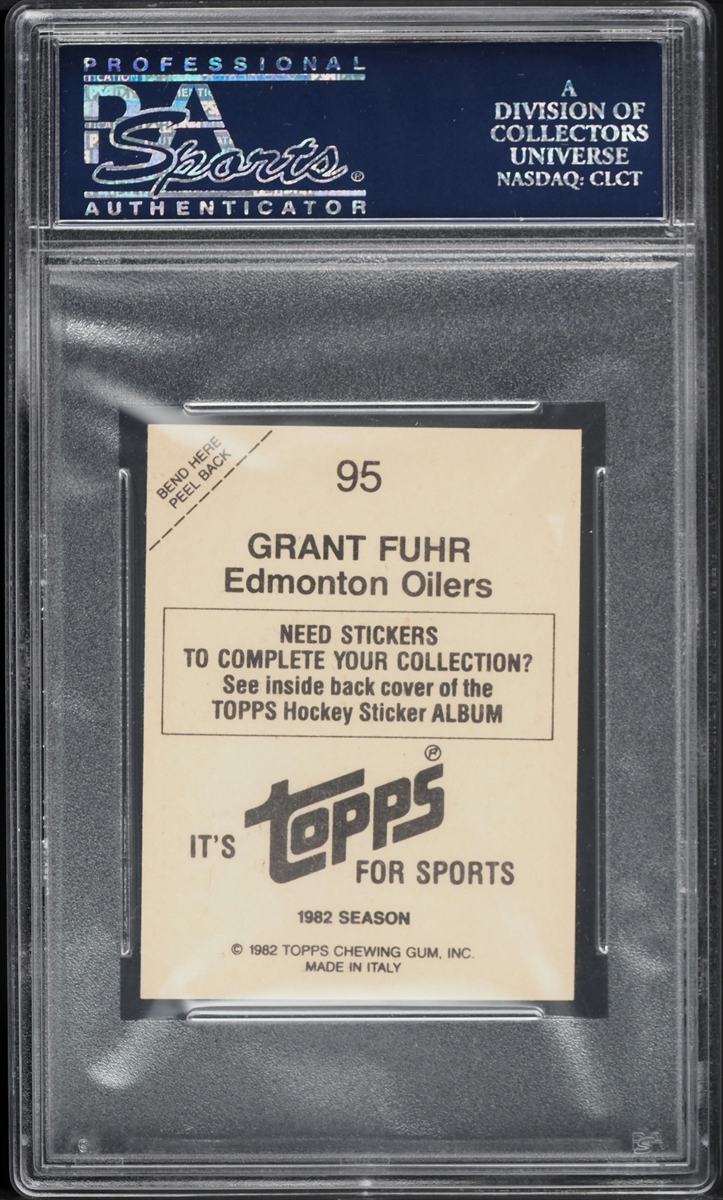 PROFESSIONAL
PSA
Sports®
AUTHENTICATOR
A
DIVISION OF
COLLECTORS
UNIVERSE
NASDAQ: CLCT
BEND HERE
PEEL BACK
95
GRANT FUHR
Edmonton Oilers
NEED STICKERS
TO COMPLETE YOUR COLLECTION?
See inside back cover of the
TOPPS Hockey Sticker ALBUM
IT'S TOPPS® FOR SPORTS
1982 SEASON
© 1982 TOPPS CHEWING GUM, INC.
MADE IN ITALY
PSA